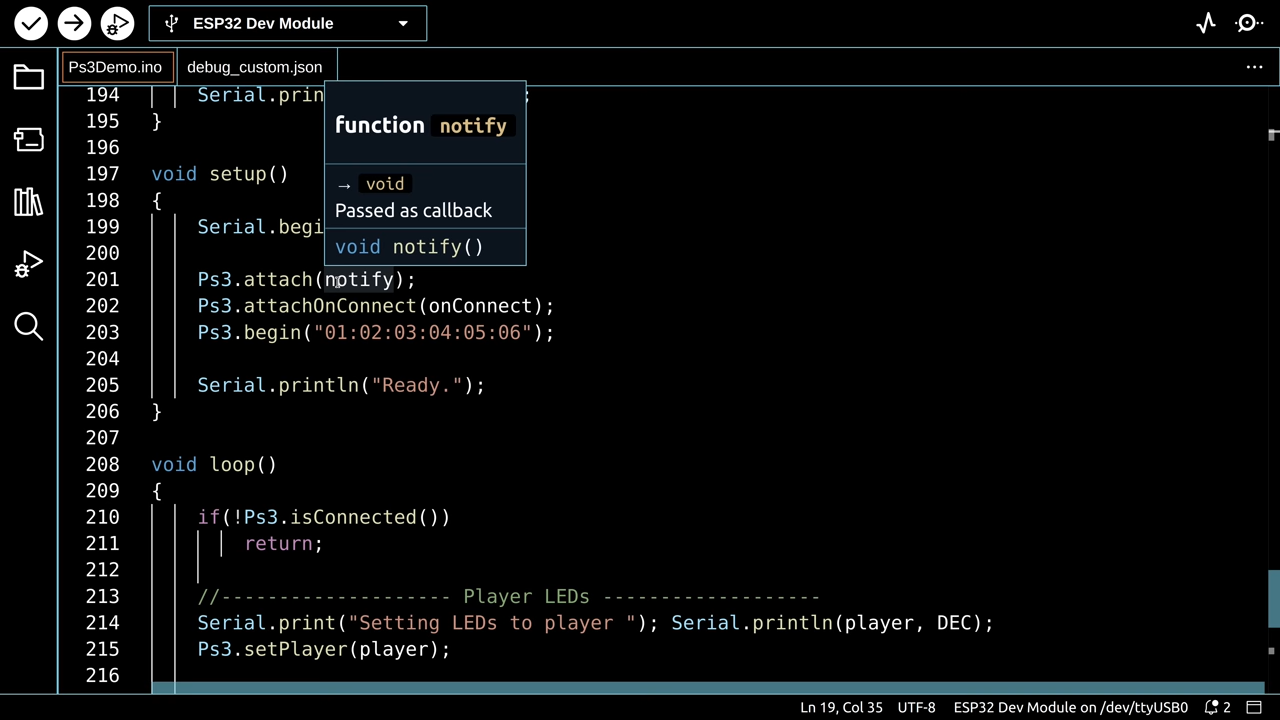 ESP32 Dev Module
Ps3Demo.ino debug_custom.json
194 Serial.prin ;
function notify
195 }
196
→ void
197 void setup()
198 {
Passed as callback
199 Serial.begi
void notify()
200
201 Ps3.attach(notify);
202 Ps3.attachOnConnect(onConnect);
203 Ps3.begin("01:02:03:04:05:06");
204
205 Serial.println("Ready.");
206 }
207
208 void loop()
209 {
210 if(!Ps3.isConnected())
211 return;
212
213 //-------------------- Player LEDs -------------------
214 Serial.print("Setting LEDs to player "); Serial.println(player, DEC);
215 Ps3.setPlayer(player);
216
Ln 19, Col 35 UTF-8 ESP32 Dev Module on /dev/ttyUSB0 2